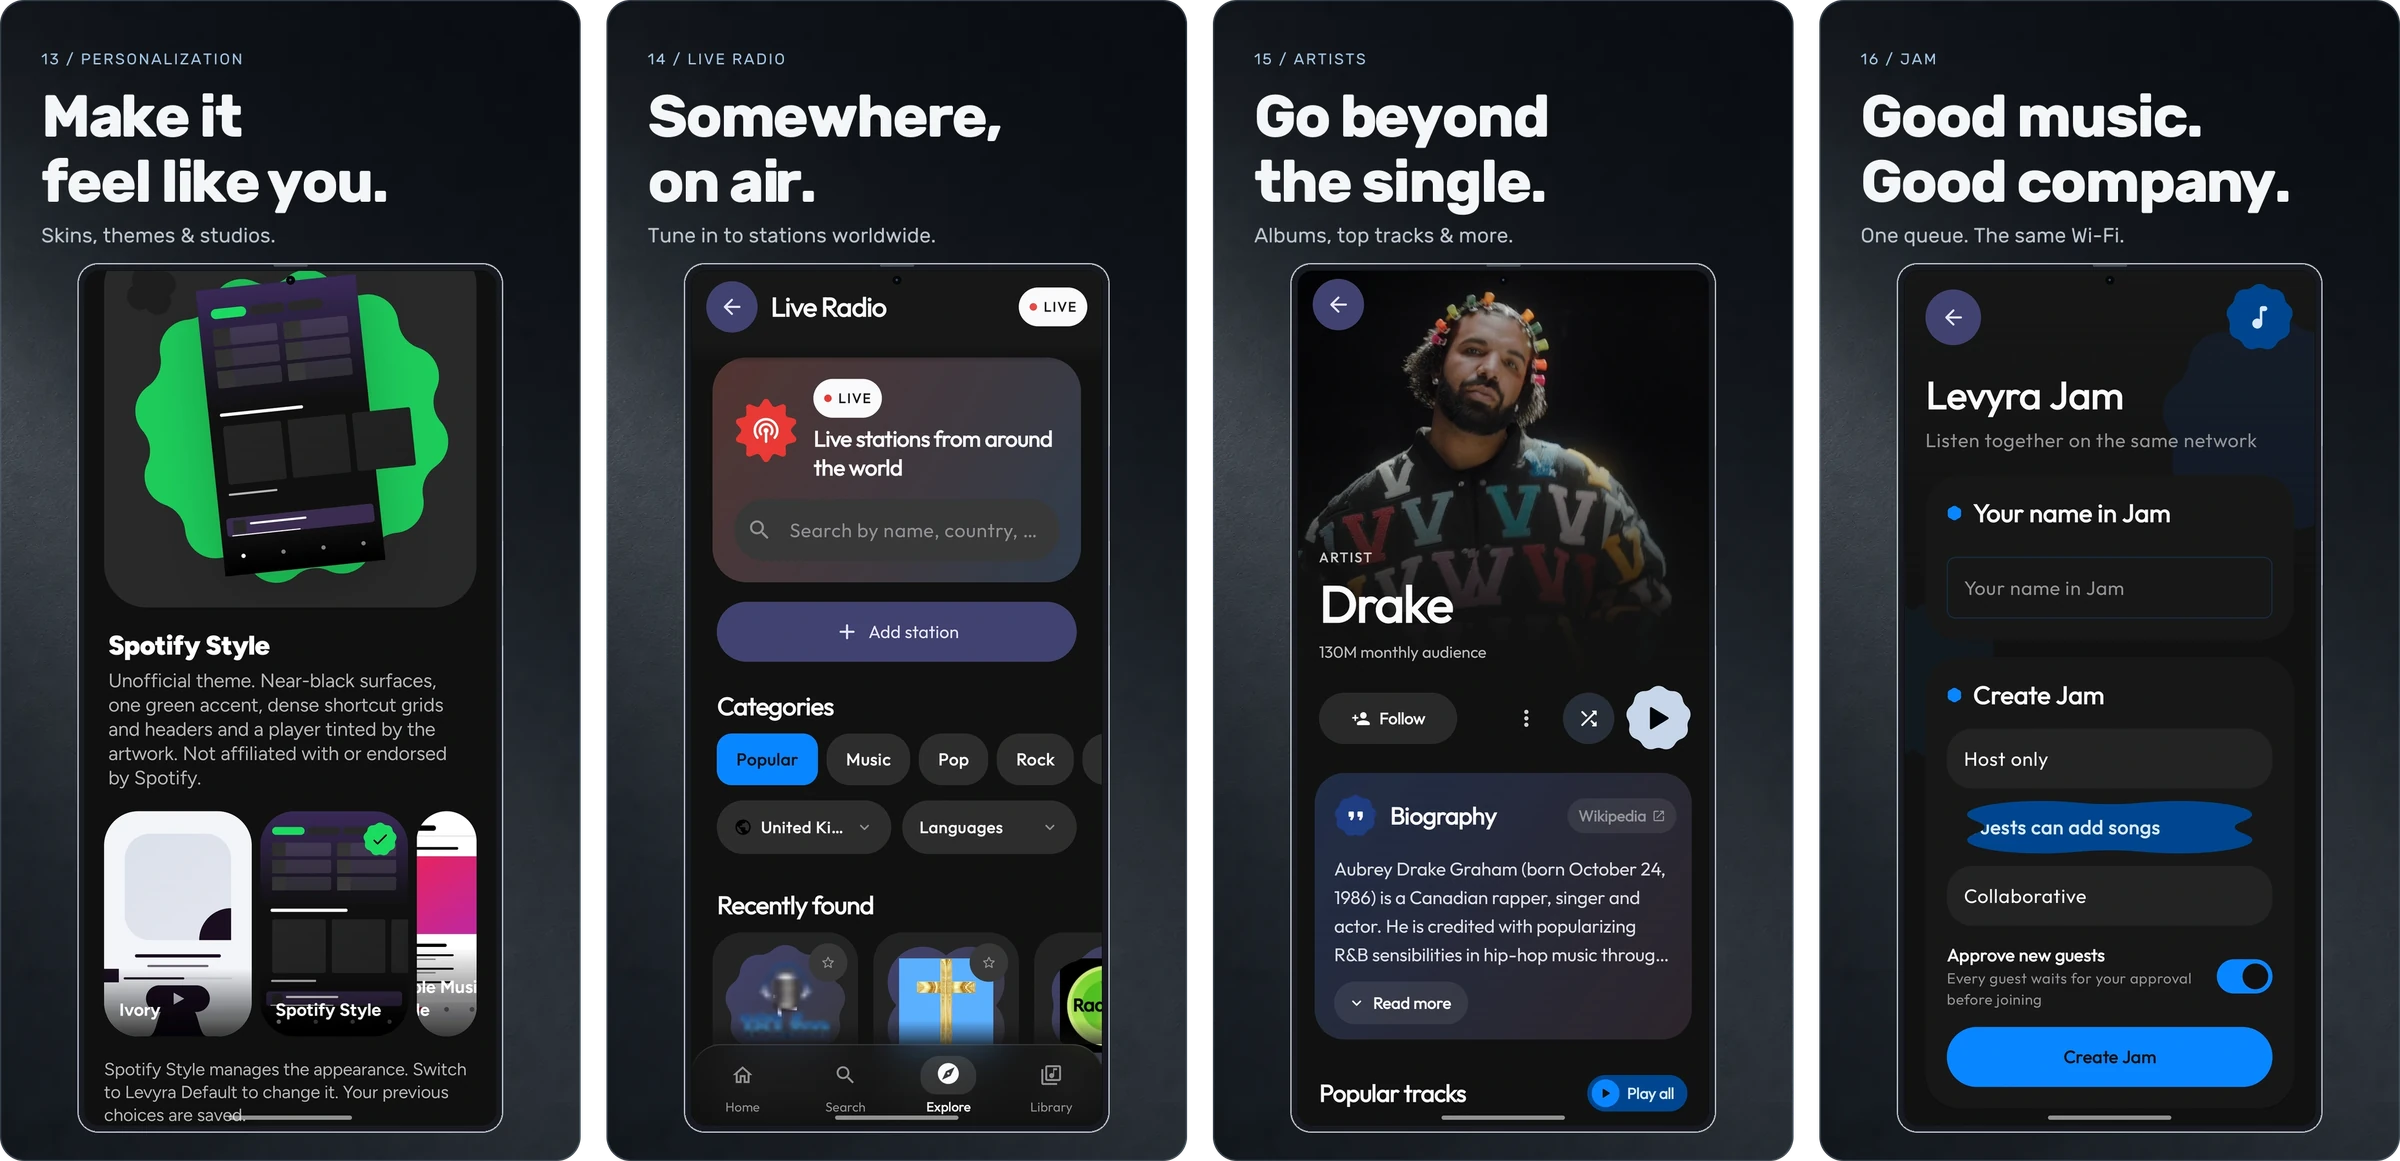 13 / PERSONALIZATION
Make it
feel like you.
Skins, themes & studios.
Spotify Style
Unofficial theme. Near-black surfaces,
one green accent, dense shortcut grids
and headers and a player tinted by the
artwork. Not affiliated with or endorsed
by Spotify.
Ivory
Spotify Style
Spotify Style manages the appearance. Switch
to Levyra Default to change it. Your previous
choices are saved.
14 / LIVE RADIO
Somewhere,
on air.
Tune in to stations worldwide.
Live Radio
LIVE
LIVE
Live stations from around
the world
Search by name, country, ...
Add station
Categories
Popular
Music
Pop
Rock
United Ki...
Languages
Recently found
Home
Search
Explore
Library
15 / ARTISTS
Go beyond
the single.
Albums, top tracks & more.
ARTIST
Drake
130M monthly audience
Follow
Biography
Wikipedia
Aubrey Drake Graham (born October 24,
1986) is a Canadian rapper, singer and
actor. He is credited with popularizing
R&B sensibilities in hip-hop music throug...
Read more
Popular tracks
Play all
16 / JAM
Good music.
Good company.
One queue. The same Wi-Fi.
Levyra Jam
Listen together on the same network
Your name in Jam
Your name in Jam
Create Jam
Host only
uests can add songs
Collaborative
Approve new guests
Every guest waits for your approval
before joining
Create Jam